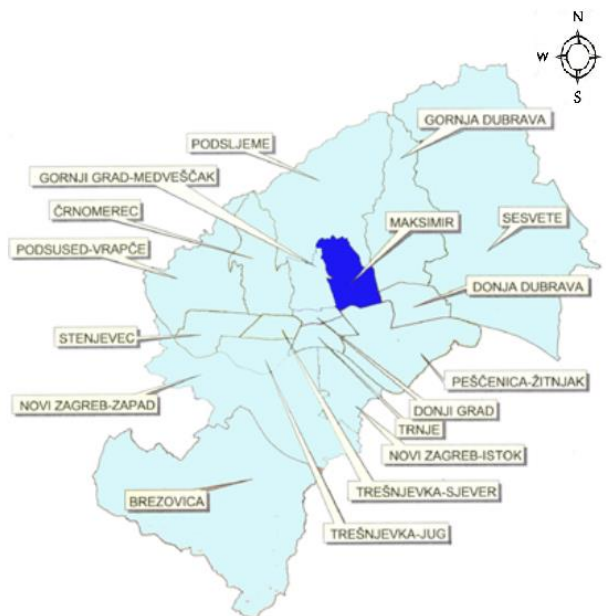 N
W
S
GORNJA DUBRAVA
PODSLJEME
GORNJI GRAD-MEDVEŠČAK
ČRNOMEREC
MAKSIMIR
SESVETE
PODSUSED-VRAPČE
DONJA DUBRAVA
STENJEVEC
PEŠČENICA-ŽITNJAK
NOVI ZAGREB-ZAPAD
DONJI GRAD
TRNJE
NOVI ZAGREB-ISTOK
BREZOVICA
TREŠNJEVKA-SJEVER
TREŠNJEVKA-JUG